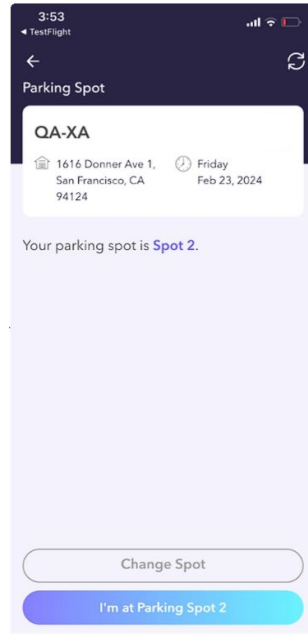 3:53
◀ TestFlight
Parking Spot
QA-XA
1616 Donner Ave 1,
San Francisco, CA
94124
Friday
Feb 23, 2024
Your parking spot is Spot 2.
Change Spot
I'm at Parking Spot 2